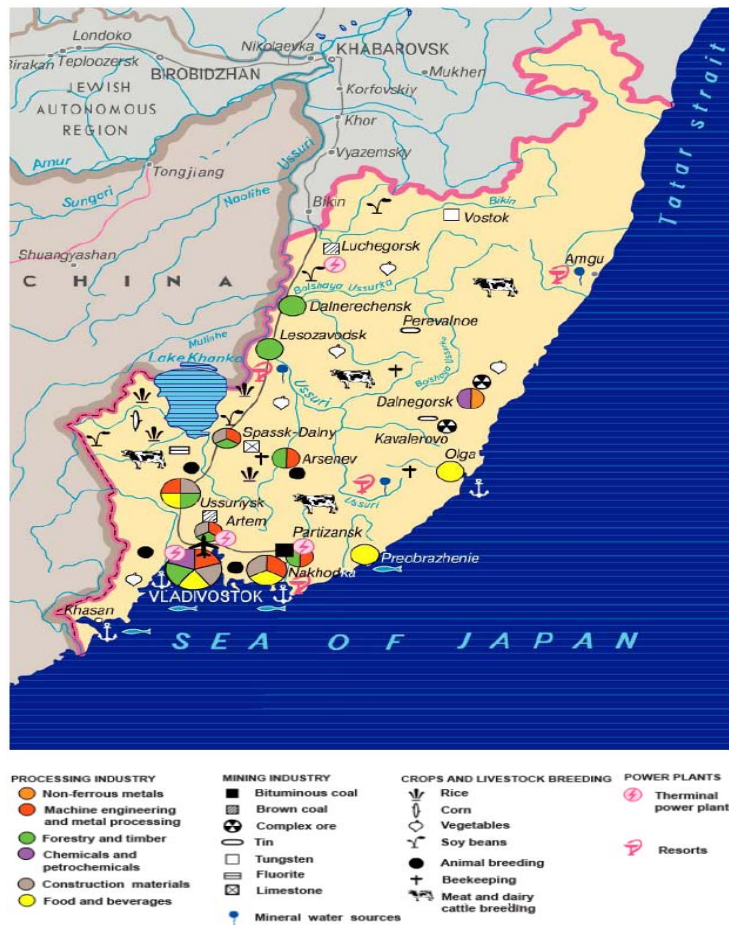 Londoko
Birakan
Teploozersk
BIROBIDZHAN
Nikolaevka
KHABAROVSK
Mukhen
JEWISH
AUTONOMOUS
REGION
Korfovskiy
Khor
Vyazemsky
Amur
Tongjiang
Ussuri
Sungari
Naolihe
Bikin
Bikin
Vostok
Tatar strait
Shuangyashan
CHINA
Luchegorsk
Amgu
Bolshaya Ussurka
Dalnerechensk
Perevalnoe
Mulinhe
Lesozavodsk
Lake Khanka
Bolshaya Ussurka
Ussuri
Dalnegorsk
Spassk-Dalny
Kavalerovo
Arsenev
Olga
Ussuri
Ussuriysk
Artem
Partizansk
Preobrazhenie
Nakhodka
VLADIVOSTOK
Khasan
SEA OF JAPAN
PROCESSING INDUSTRY
Non-ferrous metals
Machine engineering
and metal processing
Forestry and timber
Chemicals and
petrochemicals
Construction materials
Food and beverages
MINING INDUSTRY
Bituminous coal
Brown coal
Complex ore
Tin
Tungsten
Fluorite
Limestone
Mineral water sources
CROPS AND LIVESTOCK BREEDING
Rice
Corn
Vegetables
Soy beans
Animal breeding
Beekeeping
Meat and dairy
cattle breeding
POWER PLANTS
Therminal
power plant
Resorts